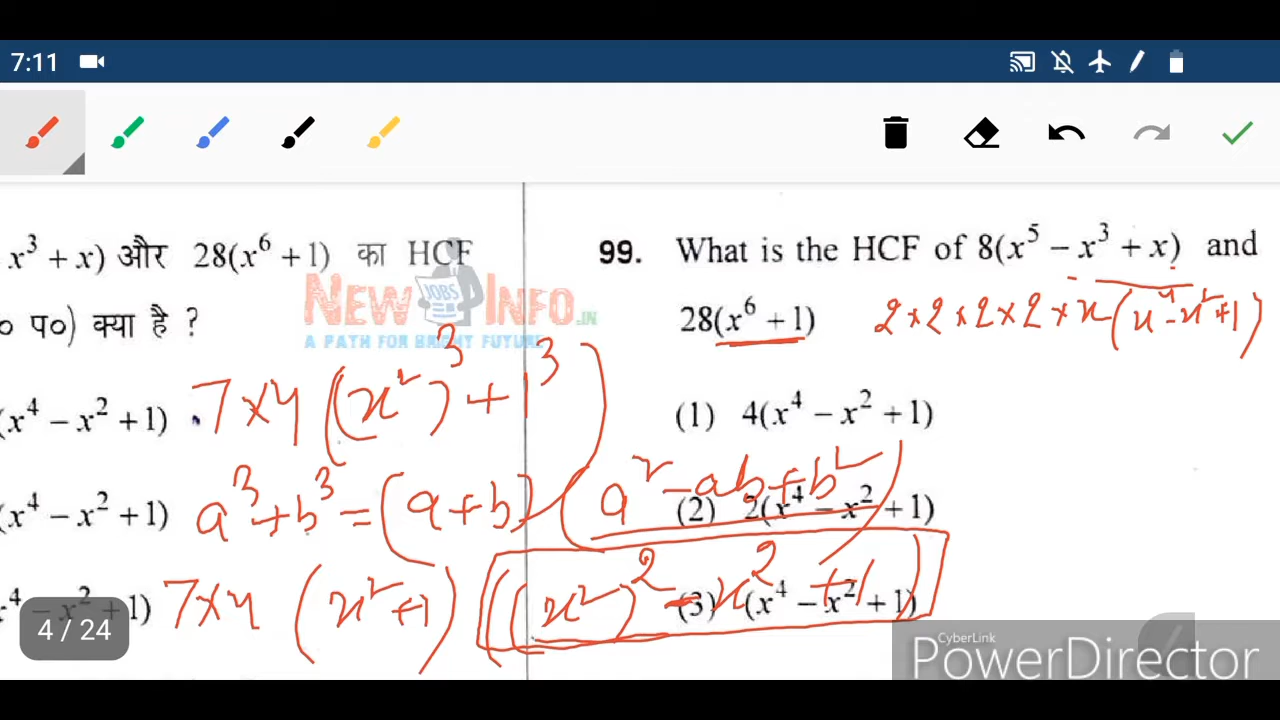 7:11
x³ + x) और 28(x⁶ + 1) का HCF
० प०) क्या है ?
(x⁴ − x² + 1)
(x⁴ − x² + 1)
x⁴ − x² + 1)
NEW JOBS INFO.IN
A PATH FOR BRIGHT FUTURE
7×4 ((x²)³ + 1³)
a³+b³ = (a+b) (a² − ab + b²)
7×4 (x²+1) ((x²)² − x² + 1)
4 / 24
99. What is the HCF of 8(x⁵ − x³ + x) and
28(x⁶ + 1)
2×2×2×2×x(x⁴−x²+1)
(1) 4(x⁴ − x² + 1)
(2) 2(x⁴ − x² + 1)
(3) (x⁴ − x² + 1)
CyberLink
PowerDirector